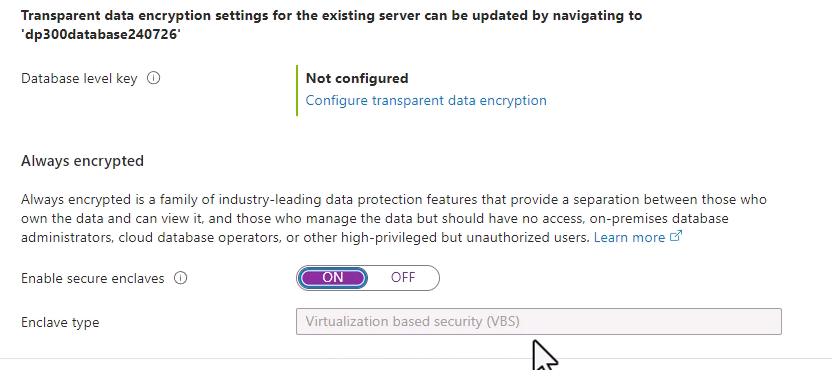 Transparent data encryption settings for the existing server can be updated by navigating to
'dp300database240726'
Database level key
Not configured
Configure transparent data encryption
Always encrypted
Always encrypted is a family of industry-leading data protection features that provide a separation between those who
own the data and can view it, and those who manage the data but should have no access, on-premises database
administrators, cloud database operators, or other high-privileged but unauthorized users. Learn more
Enable secure enclaves
ON OFF
Enclave type
Virtualization based security (VBS)